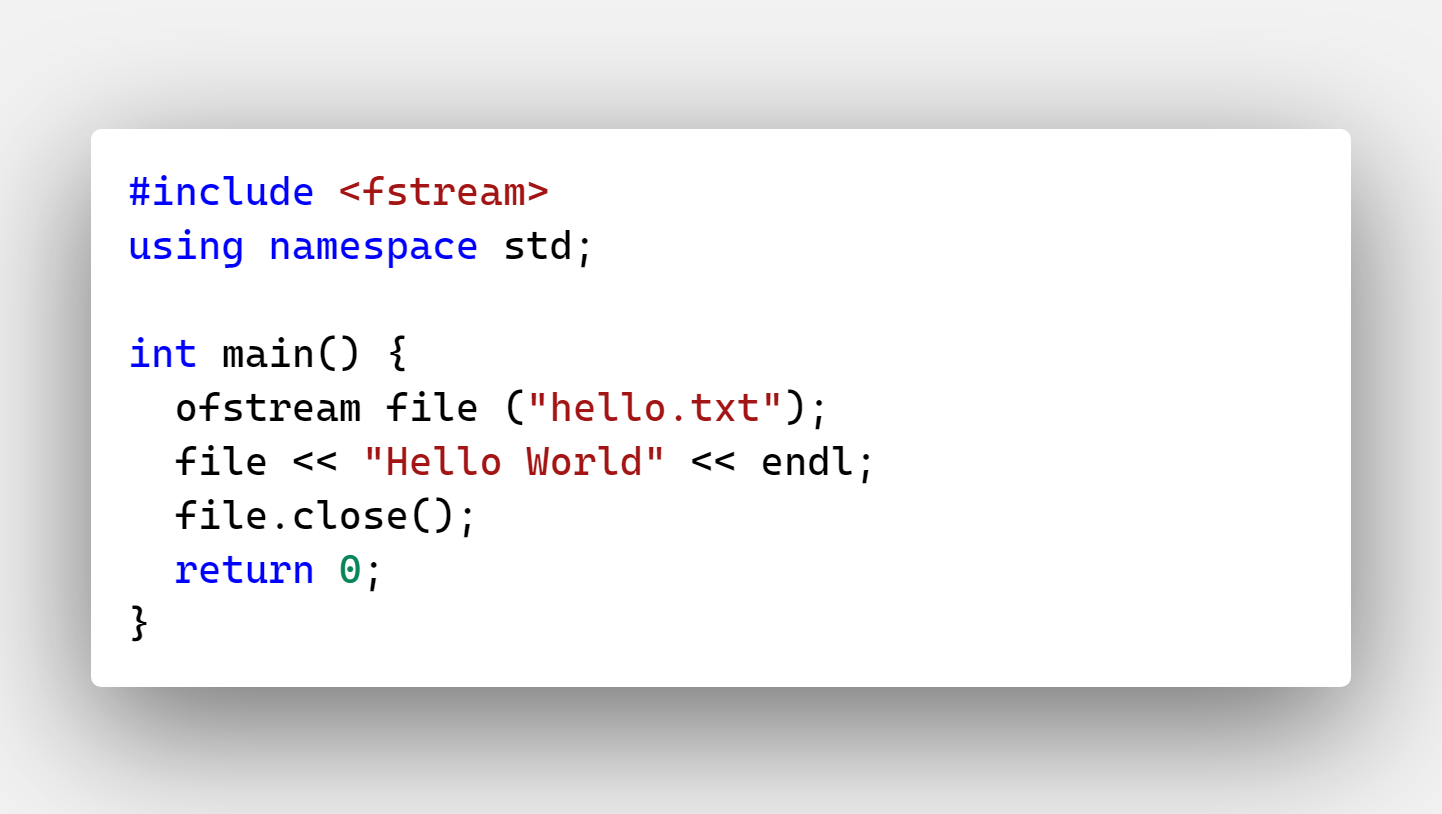 #include <fstream>
using namespace std;

int main() {
  ofstream file ("hello.txt");
  file << "Hello World" << endl;
  file.close();
  return 0;
}